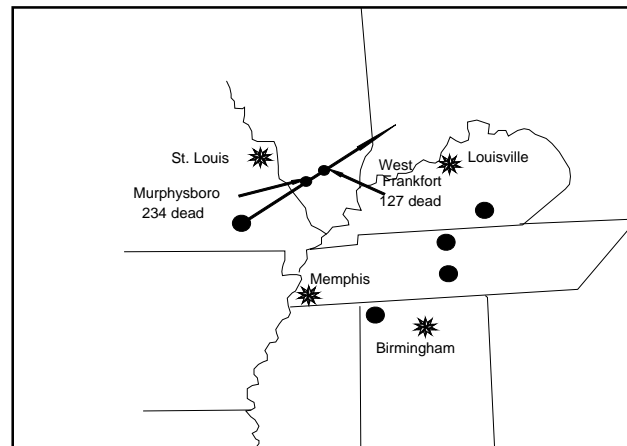 St. Louis
West
Frankfort
127 dead
Louisville
Murphysboro
234 dead
Memphis
Birmingham